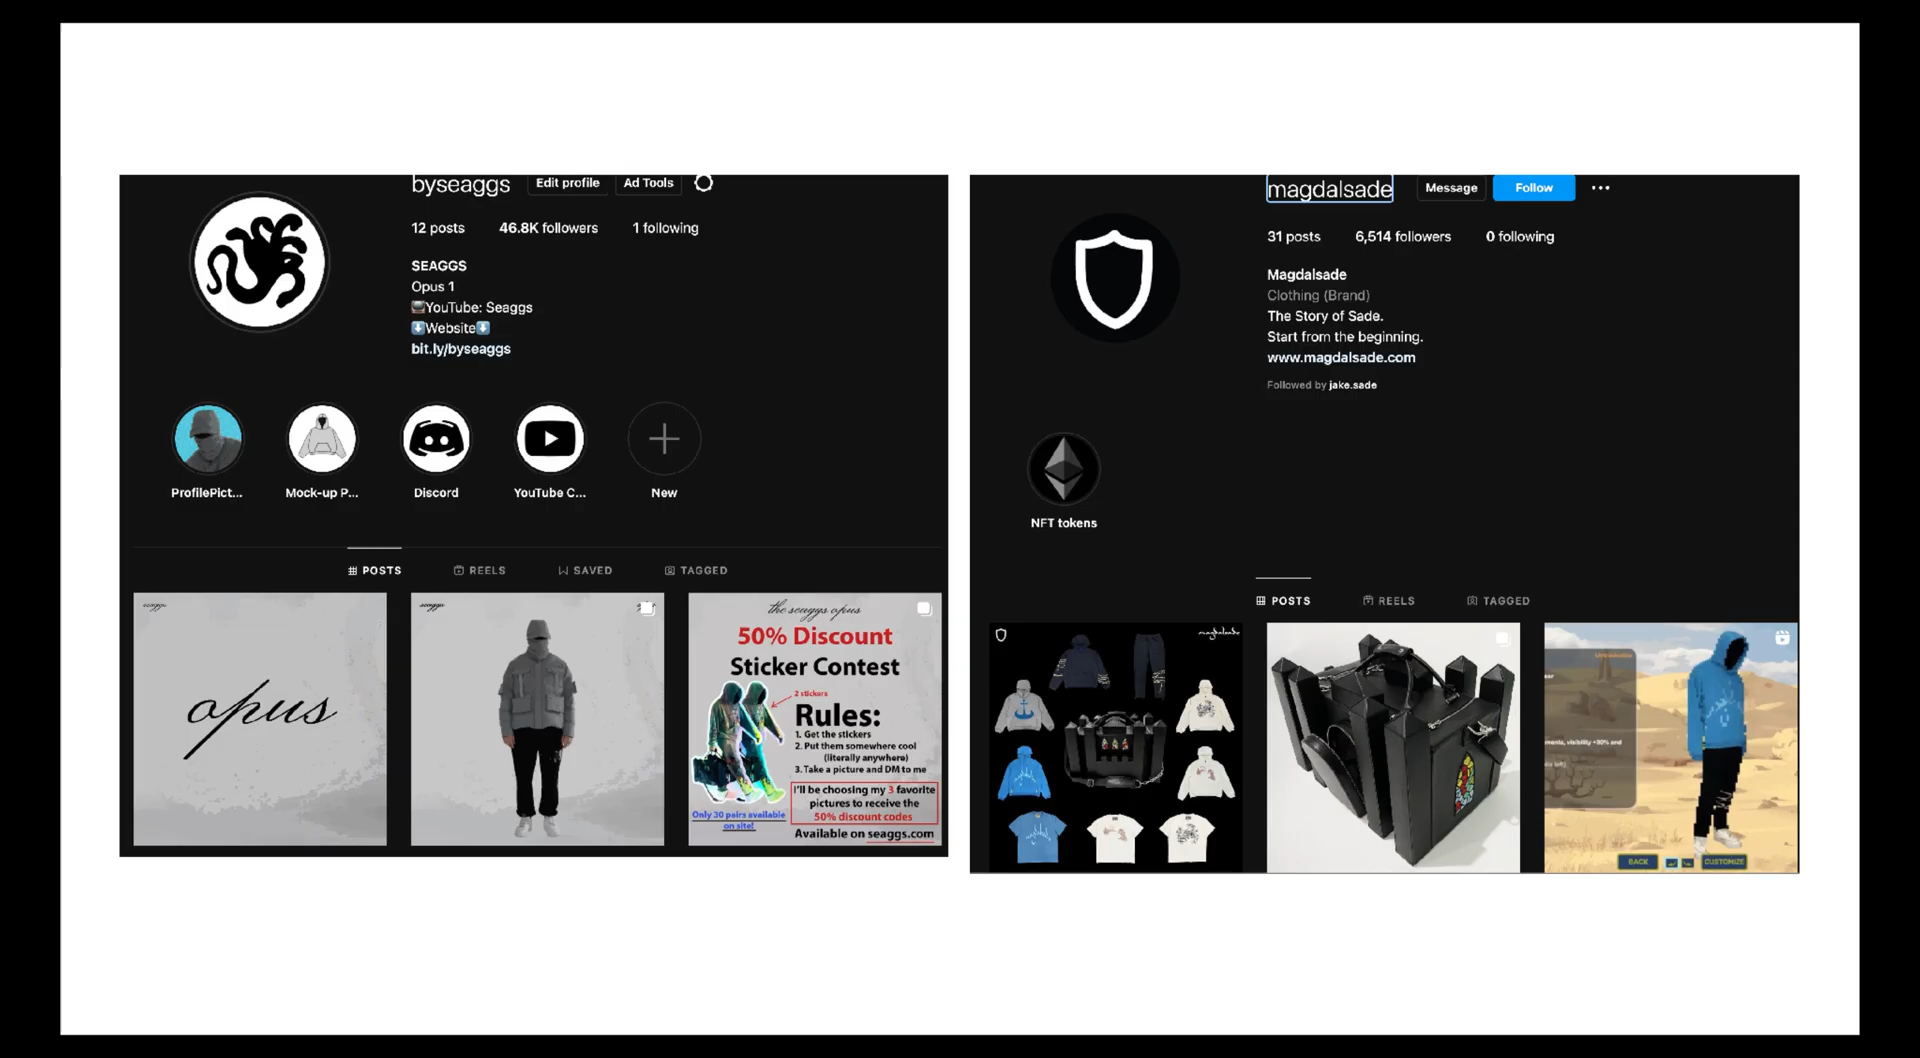 byseaggs Edit profile Ad Tools
12 posts 46.8K followers 1 following
SEAGGS
Opus 1
YouTube: Seaggs
Website
bit.ly/byseaggs
ProfilePict... Mock-up P... Discord YouTube C... New
POSTS REELS SAVED TAGGED
seaggs
opus
seaggs
the seaggs opus
50% Discount
Sticker Contest
2 stickers
Rules:
1. Get the stickers
2. Put them somewhere cool
(literally anywhere)
3. Take a picture and DM to me
I'll be choosing my 3 favorite
pictures to receive the
50% discount codes
Only 30 pairs available
on site!
Available on seaggs.com
magdalsade Message Follow
31 posts 6,514 followers 0 following
Magdalsade
Clothing (Brand)
The Story of Sade.
Start from the beginning.
www.magdalsade.com
Followed by jake.sade
NFT tokens
POSTS REELS TAGGED
magdalsade
visibility +30% and
BACK CUSTOMIZE